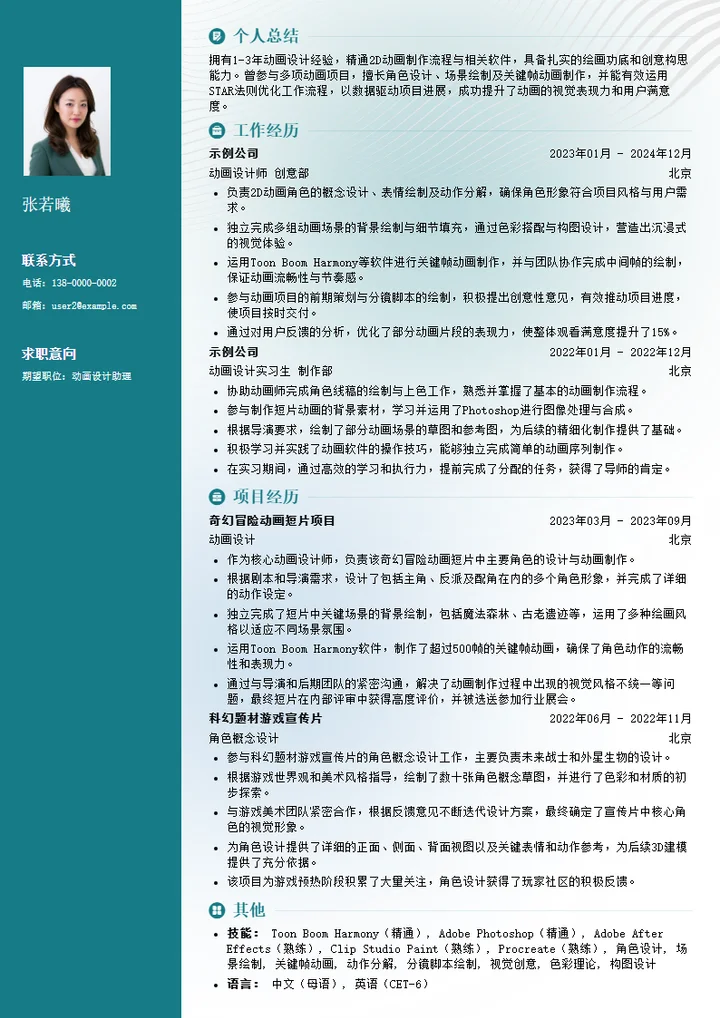 张若曦
联系方式
电话：138-0000-0002
邮箱：user2@example.com
求职意向
期望职位：动画设计助理
个人总结
拥有1-3年动画设计经验，精通2D动画制作流程与相关软件，具备扎实的绘画功底和创意构思
能力。曾参与多项动画项目，擅长角色设计、场景绘制及关键帧动画制作，并能有效运用
STAR法则优化工作流程，以数据驱动项目进展，成功提升了动画的视觉表现力和用户满意
度。
工作经历
示例公司 2023年01月 - 2024年12月
动画设计师 创意部 北京
• 负责2D动画角色的概念设计、表情绘制及动作分解，确保角色形象符合项目风格与用户需
求。
• 独立完成多组动画场景的背景绘制与细节填充，通过色彩搭配与构图设计，营造出沉浸式
的视觉体验。
• 运用Toon Boom Harmony等软件进行关键帧动画制作，并与团队协作完成中间帧的绘制，
保证动画流畅性与节奏感。
• 参与动画项目的前期策划与分镜脚本的绘制，积极提出创意性意见，有效推动项目进度，
使项目按时交付。
• 通过对用户反馈的分析，优化了部分动画片段的表现力，使整体观看满意度提升了15%。
示例公司 2022年01月 - 2022年12月
动画设计实习生 制作部 北京
• 协助动画师完成角色线稿的绘制与上色工作，熟悉并掌握了基本的动画制作流程。
• 参与制作短片动画的背景素材，学习并运用了Photoshop进行图像处理与合成。
• 根据导演要求，绘制了部分动画场景的草图和参考图，为后续的精细化制作提供了基础。
• 积极学习并实践了动画软件的操作技巧，能够独立完成简单的动画序列制作。
• 在实习期间，通过高效的学习和执行力，提前完成了分配的任务，获得了导师的肯定。
项目经历
奇幻冒险动画短片项目 2023年03月 - 2023年09月
动画设计 北京
• 作为核心动画设计师，负责该奇幻冒险动画短片中主要角色的设计与动画制作。
• 根据剧本和导演需求，设计了包括主角、反派及配角在内的多个角色形象，并完成了详细
的动作设定。
• 独立完成了短片中关键场景的背景绘制，包括魔法森林、古老遗迹等，运用了多种绘画风
格以适应不同场景氛围。
• 运用Toon Boom Harmony软件，制作了超过500帧的关键帧动画，确保了角色动作的流畅
性和表现力。
• 通过与导演和后期团队的紧密沟通，解决了动画制作过程中出现的视觉风格不统一等问
题，最终短片在内部评审中获得高度评价，并被选送参加行业展会。
科幻题材游戏宣传片 2022年06月 - 2022年11月
角色概念设计 北京
• 参与科幻题材游戏宣传片的角色概念设计工作，主要负责未来战士和外星生物的设计。
• 根据游戏世界观和美术风格指导，绘制了数十张角色概念草图，并进行了色彩和材质的初
步探索。
• 与游戏美术团队紧密合作，根据反馈意见不断迭代设计方案，最终确定了宣传片中核心角
色的视觉形象。
• 为角色设计提供了详细的正面、侧面、背面视图以及关键表情和动作参考，为后续3D建模
提供了充分依据。
• 该项目为游戏预热阶段积累了大量关注，角色设计获得了玩家社区的积极反馈。
其他
• 技能： Toon Boom Harmony（精通）, Adobe Photoshop（精通）, Adobe After
Effects（熟练）, Clip Studio Paint（熟练）, Procreate（熟练）, 角色设计, 场
景绘制, 关键帧动画, 动作分解, 分镜脚本绘制, 视觉创意, 色彩理论, 构图设计
• 语言： 中文（母语）, 英语（CET-6）